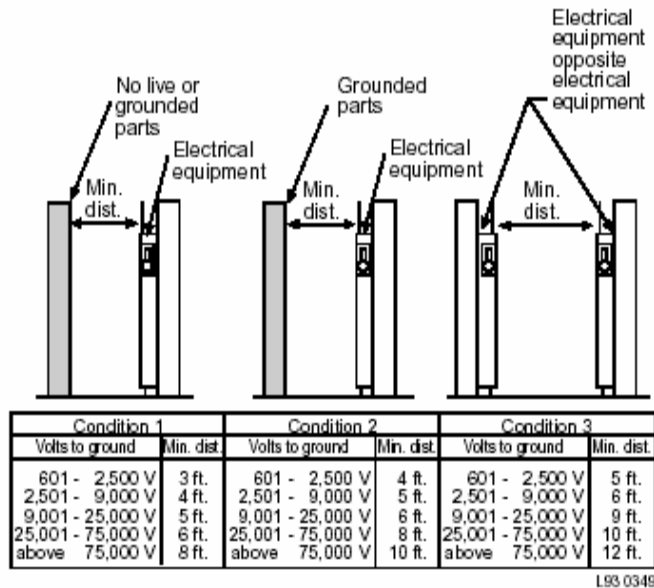 Electrical
equipment
opposite
electrical
equipment
No live or
grounded
parts
Electrical
equipment
Min.
dist.
Grounded
parts
Electrical
equipment
Min.
dist.
Min.
dist.
Condition 1 Condition 2 Condition 3
Volts to ground Min. dist. Volts to ground Min. dist. Volts to ground Min. dist.
601 - 2,500 V 3 ft. 601 - 2,500 V 4 ft. 601 - 2,500 V 5 ft.
2,501 - 9,000 V 4 ft. 2,501 - 9,000 V 5 ft. 2,501 - 9,000 V 6 ft.
9,001 - 25,000 V 5 ft. 9,001 - 25,000 V 6 ft. 9,001 - 25,000 V 9 ft.
25,001 - 75,000 V 6 ft. 25,001 - 75,000 V 8 ft. 25,001 - 75,000 V 10 ft.
above 75,000 V 8 ft. above 75,000 V 10 ft. above 75,000 V 12 ft.
L93 0349